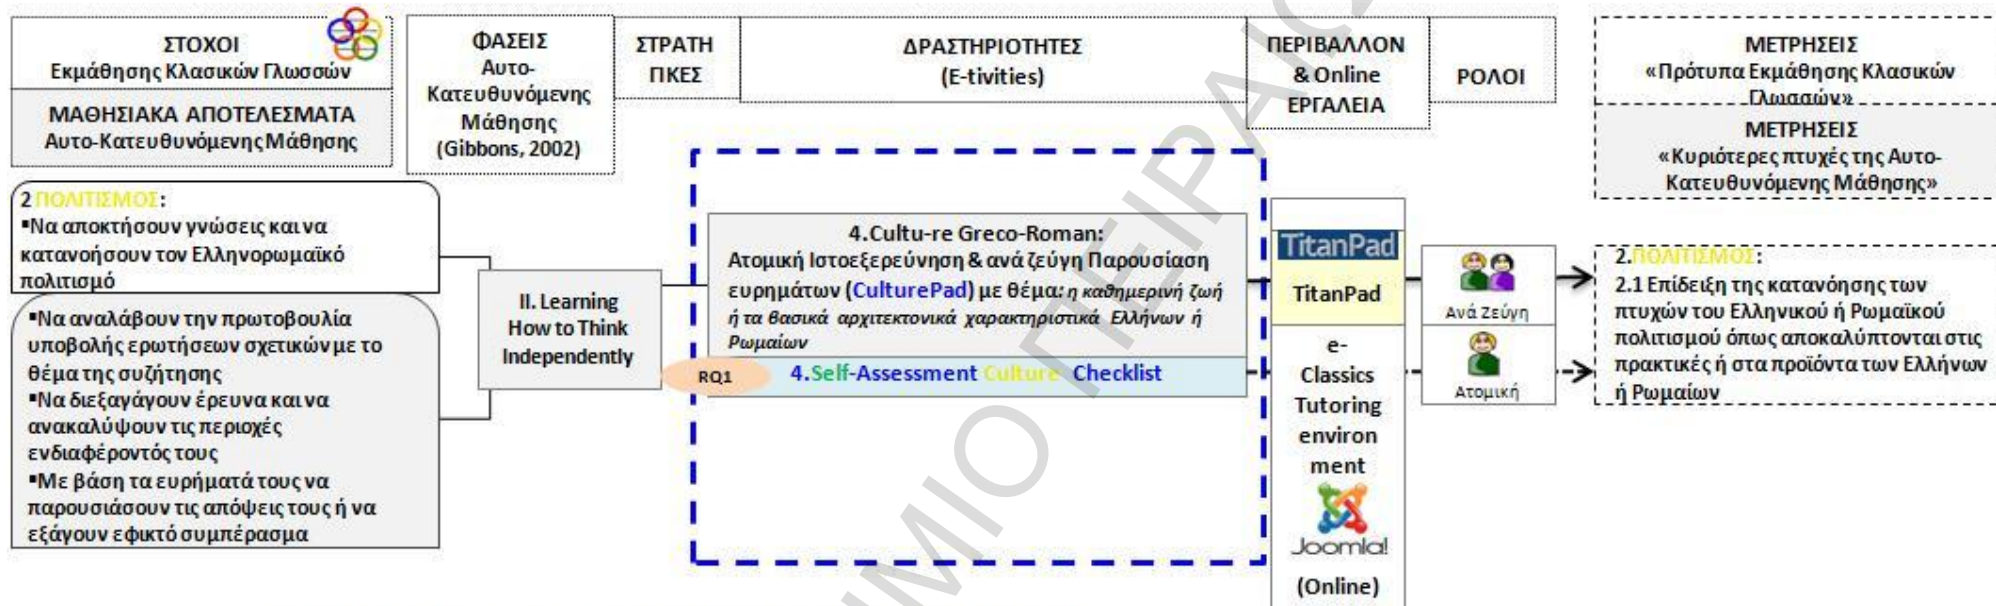 ΣΤΟΧΟΙ
Εκμάθησης Κλασικών Γλωσσών
ΜΑΘΗΣΙΑΚΑ ΑΠΟΤΕΛΕΣΜΑΤΑ
Αυτο-Κατευθυνόμενης Μάθησης
ΦΑΣΕΙΣ
Αυτο-
Κατευθυνόμενης
Μάθησης
(Gibbons, 2002)
ΣΤΡΑΤΗ
ΓΙΚΕΣ
ΔΡΑΣΤΗΡΙΟΤΗΤΕΣ
(E-tivities)
ΠΕΡΙΒΑΛΛΟΝ
& Online
ΕΡΓΑΛΕΙΑ
ΡΟΛΟΙ
ΜΕΤΡΗΣΕΙΣ
«Πρότυπα Εκμάθησης Κλασικών
Γλωσσών»
ΜΕΤΡΗΣΕΙΣ
«Κυριότερες πτυχές της Αυτο-
Κατευθυνόμενης Μάθησης»
2 ΠΟΛΙΤΙΣΜΟΣ:
▪Να αποκτήσουν γνώσεις και να
κατανοήσουν τον Ελληνορωμαϊκό
πολιτισμό
▪Να αναλάβουν την πρωτοβουλία
υποβολής ερωτήσεων σχετικών με το
θέμα της συζήτησης
▪Να διεξαγάγουν έρευνα και να
ανακαλύψουν τις περιοχές
ενδιαφέροντός τους
▪Με βάση τα ευρήματά τους να
παρουσιάσουν τις απόψεις τους ή να
εξάγουν εφικτό συμπέρασμα
II. Learning
How to Think
Independently
4.Cultu-re Greco-Roman:
Ατομική Ιστοεξερεύνηση & ανά ζεύγη Παρουσίαση
ευρημάτων (CulturePad) με θέμα: η καθημερινή ζωή
ή τα βασικά αρχιτεκτονικά χαρακτηριστικά Ελλήνων ή
Ρωμαίων
RQ1
4.Self-Assessment Culture Checklist
TitanPad
TitanPad
e-
Classics
Tutoring
environ
ment
Joomla!
(Online)
Ανά Ζεύγη
Ατομική
2.ΠΟΛΙΤΙΣΜΟΣ:
2.1 Επίδειξη της κατανόησης των
πτυχών του Ελληνικού ή Ρωμαϊκού
πολιτισμού όπως αποκαλύπτονται στις
πρακτικές ή στα προϊόντα των Ελλήνων
ή Ρωμαίων
ΜΙΟ ΠΕΙΡΑΙΩ